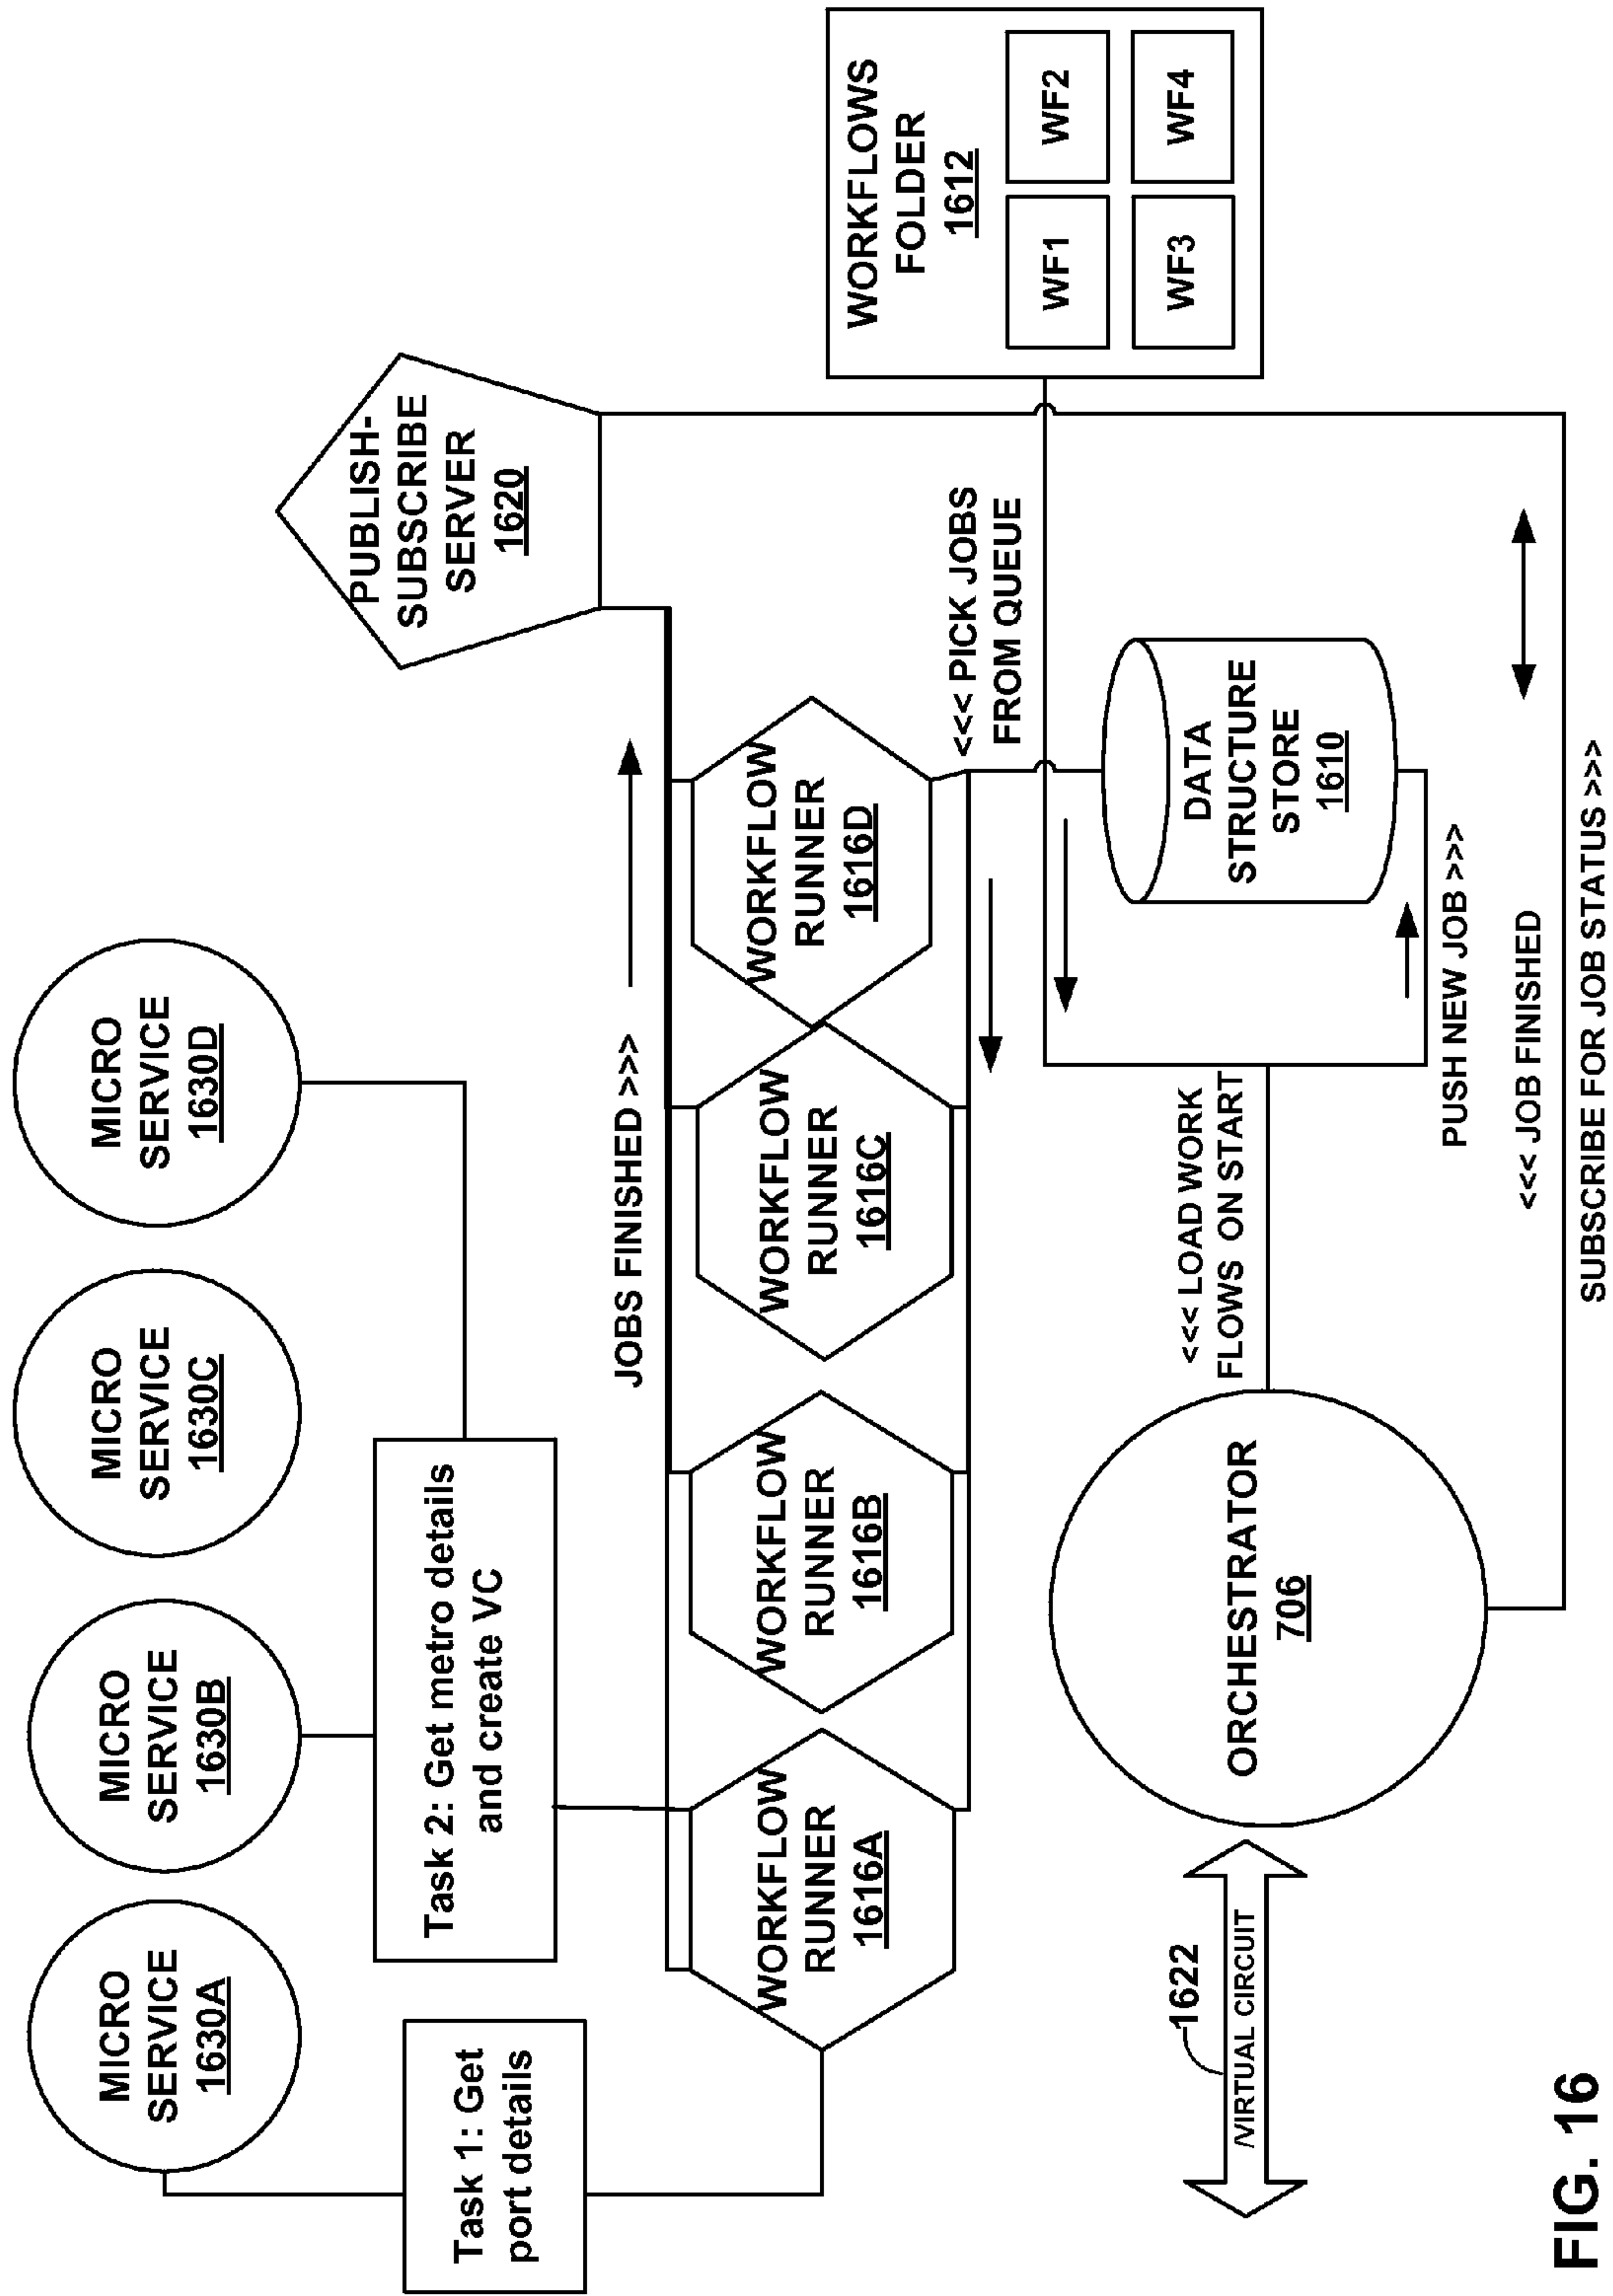 MICRO
SERVICE
1630A
MICRO
SERVICE
1630B
MICRO
SERVICE
1630C
MICRO
SERVICE
1630D
Task 1: Get
port details
Task 2: Get metro details
and create VC
PUBLISH-
SUBSCRIBE
SERVER
1620
JOBS FINISHED >>>
WORKFLOW
RUNNER
1616A
WORKFLOW
RUNNER
1616B
WORKFLOW
RUNNER
1616C
WORKFLOW
RUNNER
1616D
<<< PICK JOBS
FROM QUEUE
WORKFLOWS
FOLDER
1612
WF1
WF2
WF3
WF4
1622
/VIRTUAL CIRCUIT
ORCHESTRATOR
706
<<< LOAD WORK
FLOWS ON START
DATA
STRUCTURE
STORE
1610
PUSH NEW JOB >>>
<<< JOB FINISHED
SUBSCRIBE FOR JOB STATUS >>>
FIG. 16